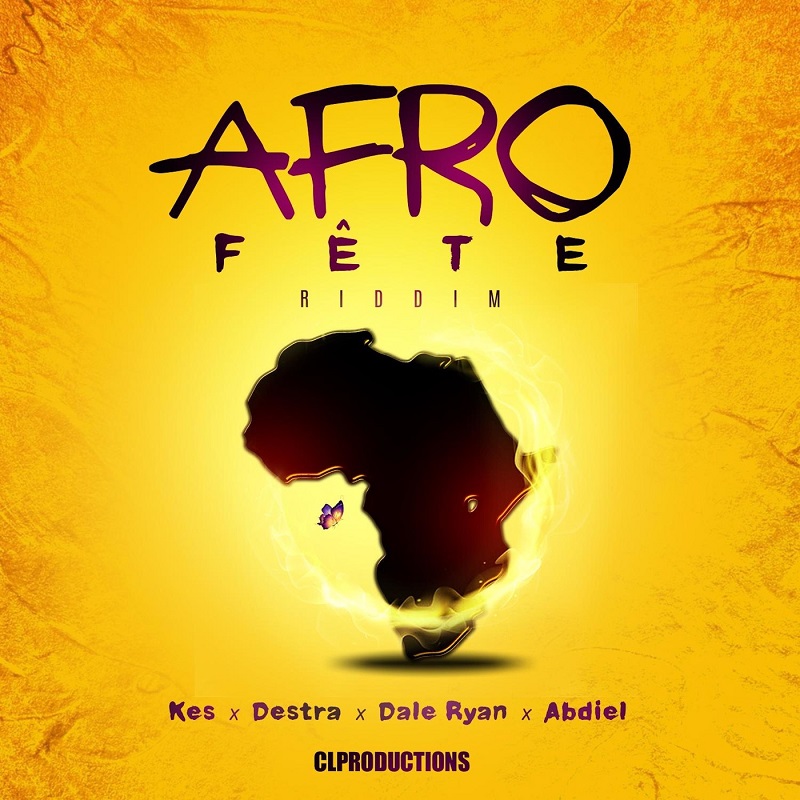 AFRO
FÊTE
RIDDIM
Kes x Destra x Dale Ryan x Abdiel
CLPRODUCTIONS